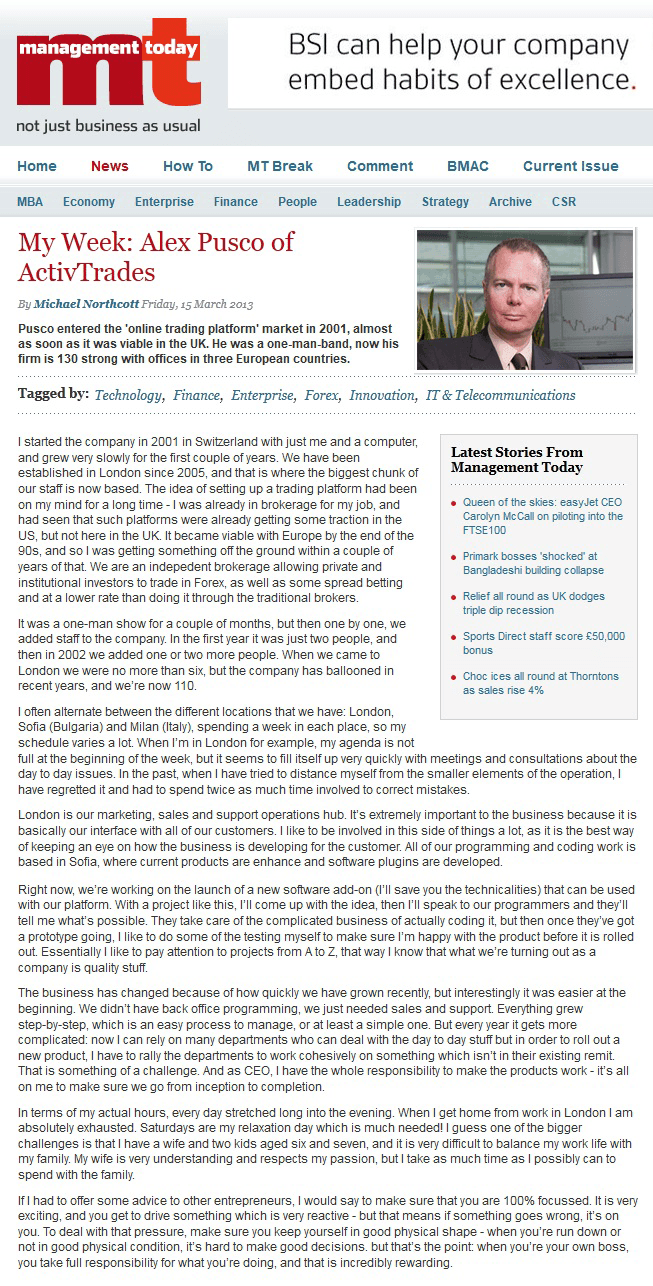 management today
mt
not just business as usual
BSI can help your company
embed habits of excellence.
Home News How To MT Break Comment BMAC Current Issue
MBA Economy Enterprise Finance People Leadership Strategy Archive CSR
My Week: Alex Pusco of
ActivTrades
By Michael Northcott Friday, 15 March 2013
Pusco entered the 'online trading platform' market in 2001, almost
as soon as it was viable in the UK. He was a one-man-band, now his
firm is 130 strong with offices in three European countries.
Tagged by: Technology, Finance, Enterprise, Forex, Innovation, IT & Telecommunications
I started the company in 2001 in Switzerland with just me and a computer,
and grew very slowly for the first couple of years. We have been
established in London since 2005, and that is where the biggest chunk of
our staff is now based. The idea of setting up a trading platform had been
on my mind for a long time - I was already in brokerage for my job, and
had seen that such platforms were already getting some traction in the
US, but not here in the UK. It became viable with Europe by the end of the
90s, and so I was getting something off the ground within a couple of
years of that. We are an indepedent brokerage allowing private and
institutional investors to trade in Forex, as well as some spread betting
and at a lower rate than doing it through the traditional brokers.
It was a one-man show for a couple of months, but then one by one, we
added staff to the company. In the first year it was just two people, and
then in 2002 we added one or two more people. When we came to
London we were no more than six, but the company has ballooned in
recent years, and we're now 110.
I often alternate between the different locations that we have: London,
Sofia (Bulgaria) and Milan (Italy), spending a week in each place, so my
schedule varies a lot. When I'm in London for example, my agenda is not
full at the beginning of the week, but it seems to fill itself up very quickly with meetings and consultations about the
day to day issues. In the past, when I have tried to distance myself from the smaller elements of the operation, I
have regretted it and had to spend twice as much time involved to correct mistakes.
London is our marketing, sales and support operations hub. It's extremely important to the business because it is
basically our interface with all of our customers. I like to be involved in this side of things a lot, as it is the best way
of keeping an eye on how the business is developing for the customer. All of our programming and coding work is
based in Sofia, where current products are enhance and software plugins are developed.
Right now, we're working on the launch of a new software add-on (I'll save you the technicalities) that can be used
with our platform. With a project like this, I'll come up with the idea, then I'll speak to our programmers and they'll
tell me what's possible. They take care of the complicated business of actually coding it, but then once they've got
a prototype going, I like to do some of the testing myself to make sure I'm happy with the product before it is rolled
out. Essentially I like to pay attention to projects from A to Z, that way I know that what we're turning out as a
company is quality stuff.
The business has changed because of how quickly we have grown recently, but interestingly it was easier at the
beginning. We didn't have back office programming, we just needed sales and support. Everything grew
step-by-step, which is an easy process to manage, or at least a simple one. But every year it gets more
complicated: now I can rely on many departments who can deal with the day to day stuff but in order to roll out a
new product, I have to rally the departments to work cohesively on something which isn't in their existing remit.
That is something of a challenge. And as CEO, I have the whole responsibility to make the products work - it's all
on me to make sure we go from inception to completion.
In terms of my actual hours, every day stretched long into the evening. When I get home from work in London I am
absolutely exhausted. Saturdays are my relaxation day which is much needed! I guess one of the bigger
challenges is that I have a wife and two kids aged six and seven, and it is very difficult to balance my work life with
my family. My wife is very understanding and respects my passion, but I take as much time as I possibly can to
spend with the family.
If I had to offer some advice to other entrepreneurs, I would say to make sure that you are 100% focussed. It is very
exciting, and you get to drive something which is very reactive - but that means if something goes wrong, it's on
you. To deal with that pressure, make sure you keep yourself in good physical shape - when you're run down or
not in good physical condition, it's hard to make good decisions. but that's the point: when you're your own boss,
you take full responsibility for what you're doing, and that is incredibly rewarding.
Latest Stories From
Management Today
Queen of the skies: easyJet CEO
Carolyn McCall on piloting into the
FTSE100
Primark bosses 'shocked' at
Bangladeshi building collapse
Relief all round as UK dodges
triple dip recession
Sports Direct staff score £50,000
bonus
Choc ices all round at Thorntons
as sales rise 4%